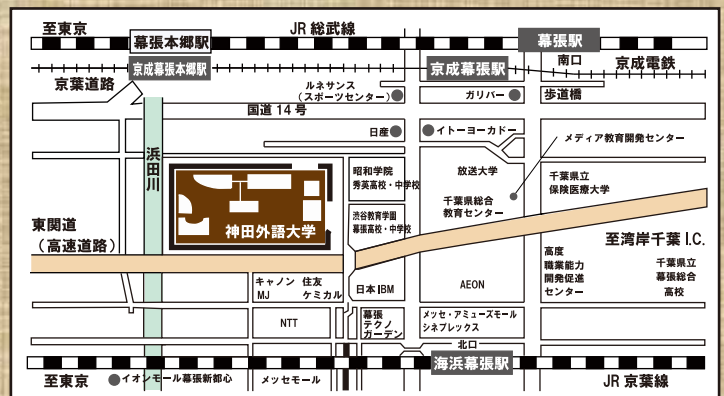 至東京
幕張本郷駅
JR 総武線
幕張駅
京成幕張本郷駅
京成幕張駅
南口
京成電鉄
京葉道路
ルネサンス
(スポーツセンター)
ガリバー
歩道橋
国道 14 号
日産
イトーヨーカドー
メディア教育開発センター
浜田川
昭和学院
秀英高校・中学校
放送大学
千葉県総合
教育センター
千葉県立
保険医療大学
神田外語大学
渋谷教育学園
幕張高校・中学校
東関道
(高速道路)
至湾岸千葉 I.C.
キャノン
MJ
住友
ケミカル
日本 IBM
AEON
高度
職業能力
開発促進
センター
千葉県立
幕張総合
高校
NTT
幕張
テクノ
ガーデン
メッセ・アミューズモール
シネプレックス
北口
海浜幕張駅
至東京
イオンモール幕張新都心
メッセモール
JR 京葉線